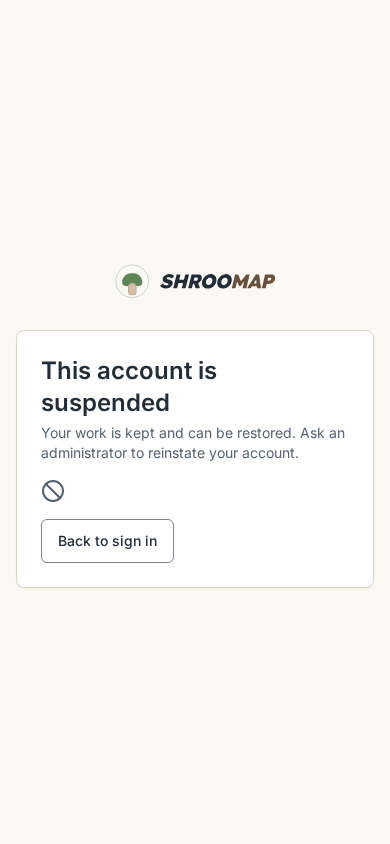 SHROOMAP
This account is
suspended
Your work is kept and can be restored. Ask an
administrator to reinstate your account.
Back to sign in